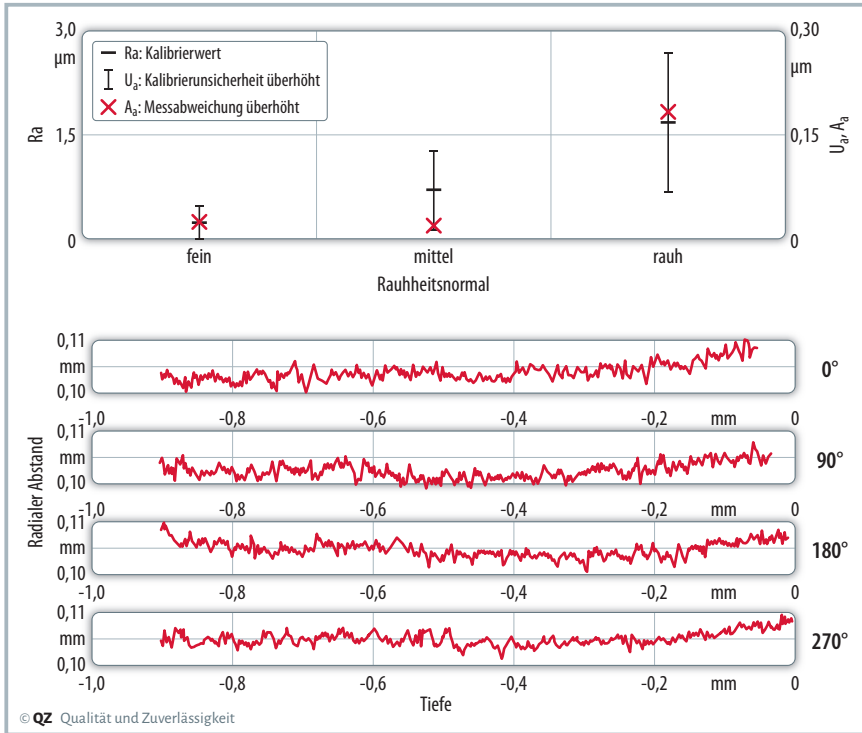 3,0
µm
1,5
0
Ra
Ra: Kalibrierwert
Uₐ: Kalibrierunsicherheit überhöht
Aₐ: Messabweichung überhöht
0,30
µm
0,15
0
Uₐ, Aₐ
fein mittel rauh
Rauhheitsnormal
Radialer Abstand
0,11
mm
0,10
0°
-1,0 -0,8 -0,6 -0,4 -0,2 mm 0
0,11
mm
0,10
90°
-1,0 -0,8 -0,6 -0,4 -0,2 mm 0
0,11
mm
0,10
180°
-1,0 -0,8 -0,6 -0,4 -0,2 mm 0
0,11
mm
0,10
270°
-1,0 -0,8 -0,6 -0,4 -0,2 mm 0
Tiefe
© QZ Qualität und Zuverlässigkeit